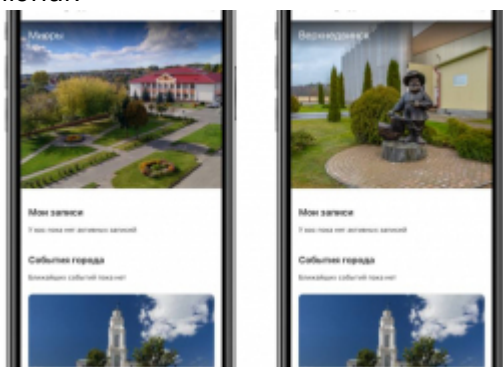 Миоры
Мои записи
У вас пока нет активных записей
События города
Ближайших событий пока нет
Верхнедвинск
Мои записи
У вас пока нет активных записей
События города
Ближайших событий пока нет